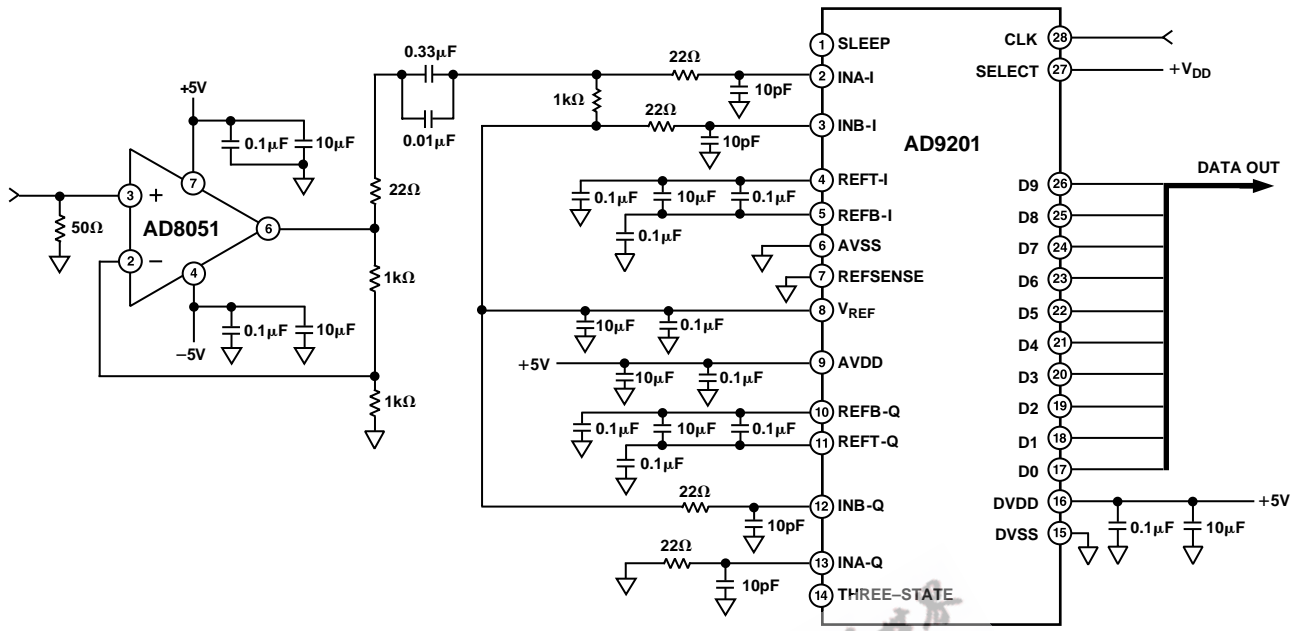 0.33µF
0.01µF
+5V
0.1µF
10µF
3
+
7
50Ω
AD8051
6
2
−
4
0.1µF
10µF
−5V
22Ω
1kΩ
1kΩ
1kΩ
22Ω
10pF
22Ω
10pF
0.1µF
10µF
0.1µF
0.1µF
10µF
0.1µF
+5V
10µF
0.1µF
0.1µF
10µF
0.1µF
0.1µF
22Ω
10pF
22Ω
10pF
AD9201
1 SLEEP
2 INA-I
3 INB-I
4 REFT-I
5 REFB-I
6 AVSS
7 REFSENSE
8 VREF
9 AVDD
10 REFB-Q
11 REFT-Q
12 INB-Q
13 INA-Q
14 THREE–STATE
CLK 28
SELECT 27 +VDD
DATA OUT
D9 26
D8 25
D7 24
D6 23
D5 22
D4 21
D3 20
D2 19
D1 18
D0 17
DVDD 16 +5V
DVSS 15
0.1µF
10µF